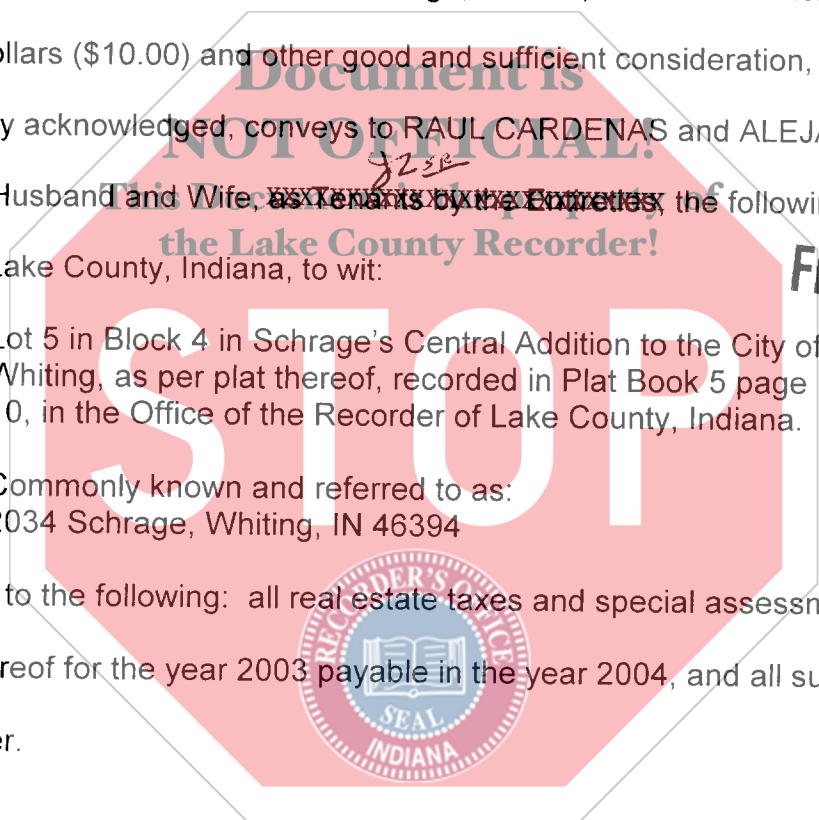 ollars ($10.00) and other good and sufficient consideration,
Document is
y acknowledged, conveys to RAUL CARDENAS and ALEJA
NOT OFFICIAL!
Husband and Wife, as Tenants by the Entireties, the followi
This Document is the property of
the Lake County Recorder!
Lake County, Indiana, to wit:
Lot 5 in Block 4 in Schrage's Central Addition to the City of
Whiting, as per plat thereof, recorded in Plat Book 5 page
0, in the Office of the Recorder of Lake County, Indiana.
STOP
Commonly known and referred to as:
2034 Schrage, Whiting, IN 46394
to the following: all real estate taxes and special assessm
RECORDER'S OFFICE
reof for the year 2003 payable in the year 2004, and all su
SEAL
INDIANA
er.